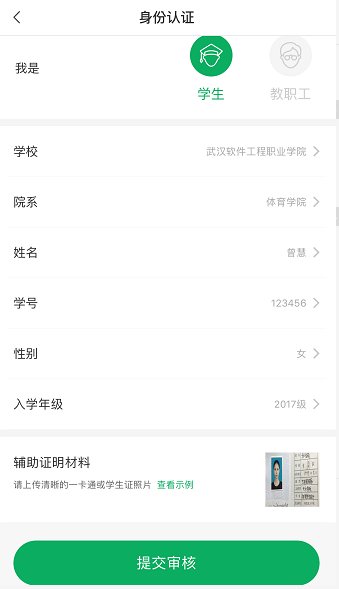 身份认证
我是
学生
教职工
学校
武汉软件工程职业学院
院系
体育学院
姓名
曾慧
学号
123456
性别
女
入学年级
2017级
辅助证明材料
请上传清晰的一卡通或学生证照片 查看示例
提交审核